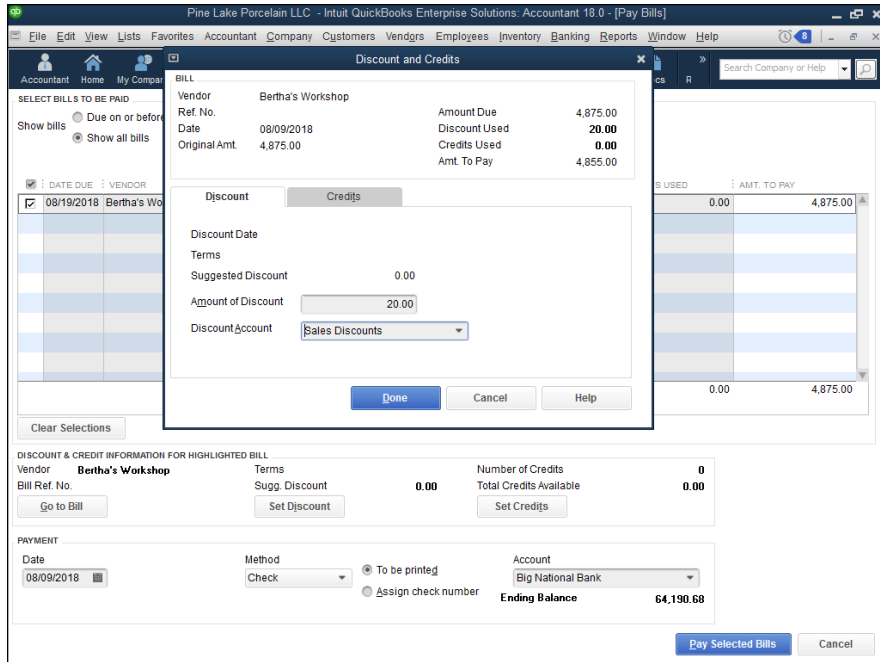 qb Pine Lake Porcelain LLC - Intuit QuickBooks Enterprise Solutions: Accountant 18.0 - [Pay Bills]
File Edit View Lists Favorites Accountant Company Customers Vendors Employees Inventory Banking Reports Window Help 8
Accountant Home My Compar cs R » Search Company or Help
Discount and Credits
BILL
Vendor Bertha's Workshop
Ref. No. Amount Due 4,875.00
Date 08/09/2018 Discount Used 20.00
Original Amt. 4,875.00 Credits Used 0.00
Amt. To Pay 4,855.00
Discount Credits
Discount Date
Terms
Suggested Discount 0.00
Amount of Discount 20.00
Discount Account Sales Discounts
Done Cancel Help
SELECT BILLS TO BE PAID
Show bills Due on or before
Show all bills
DATE DUE VENDOR S USED AMT. TO PAY
08/19/2018 Bertha's Wo 0.00 4,875.00
0.00 4,875.00
Clear Selections
DISCOUNT & CREDIT INFORMATION FOR HIGHLIGHTED BILL
Vendor Bertha's Workshop Terms Number of Credits 0
Bill Ref. No. Sugg. Discount 0.00 Total Credits Available 0.00
Go to Bill Set Discount Set Credits
PAYMENT
Date Method Account
08/09/2018 Check To be printed Big National Bank
Assign check number Ending Balance 64,190.68
Pay Selected Bills Cancel